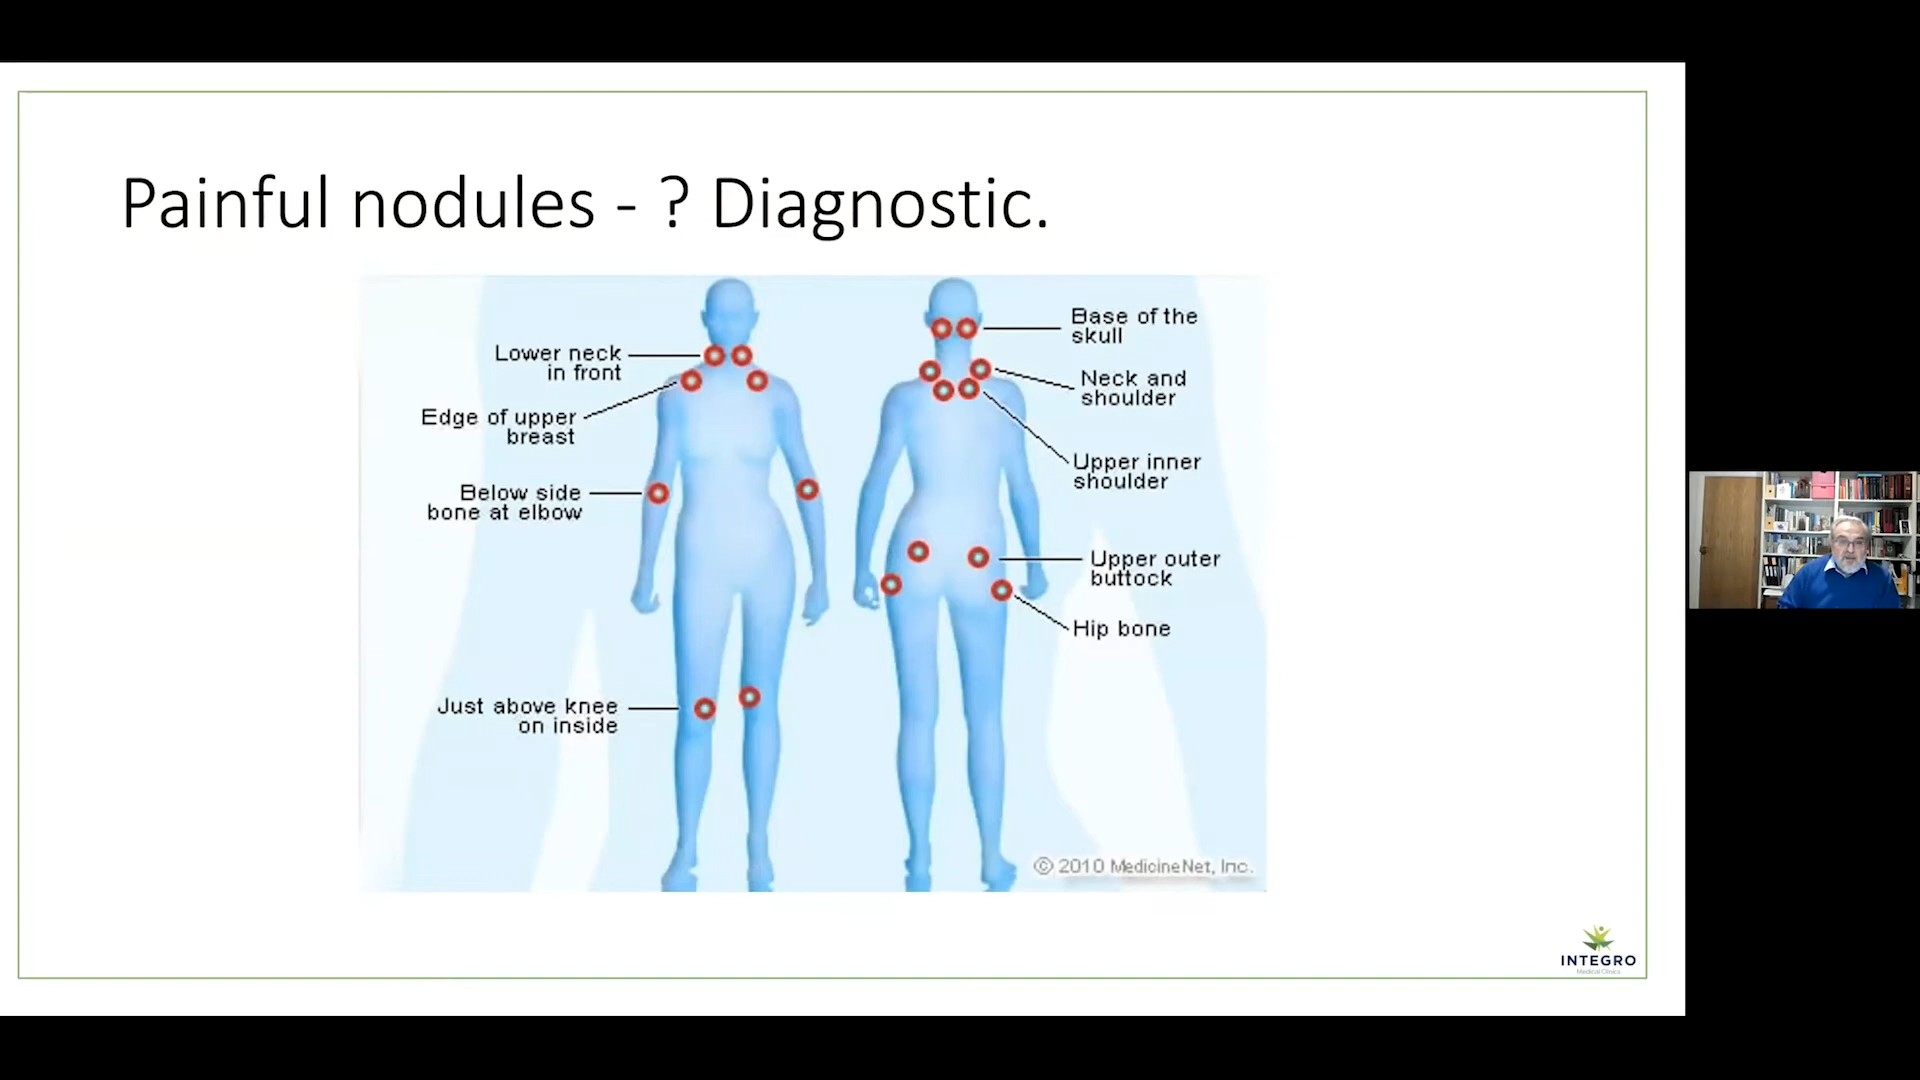 Painful nodules - ? Diagnostic.
Lower neck
in front
Edge of upper
breast
Below side
bone at elbow
Just above knee
on inside
Base of the
skull
Neck and
shoulder
Upper inner
shoulder
Upper outer
buttock
Hip bone
© 2010 MedicineNet, Inc.
INTEGRO
Medical Clinics